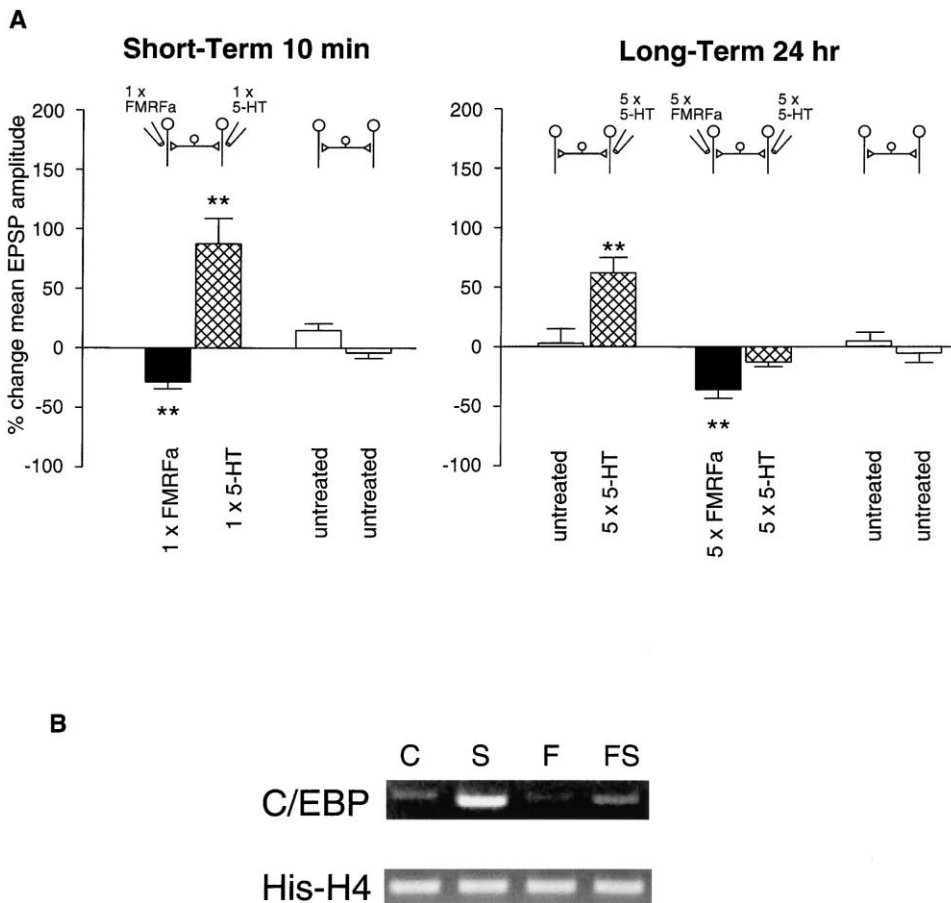 A
Short-Term 10 min
Long-Term 24 hr
% change mean EPSP amplitude
200
150
100
50
0
-50
-100
1 x
FMRFa
1 x
5-HT
**
**
1 x FMRFa
1 x 5-HT
untreated
untreated
200
150
100
50
0
-50
-100
5 x
5-HT
5 x
FMRFa
5 x
5-HT
**
**
untreated
5 x 5-HT
5 x FMRFa
5 x 5-HT
untreated
untreated
B
C S F FS
C/EBP
His-H4